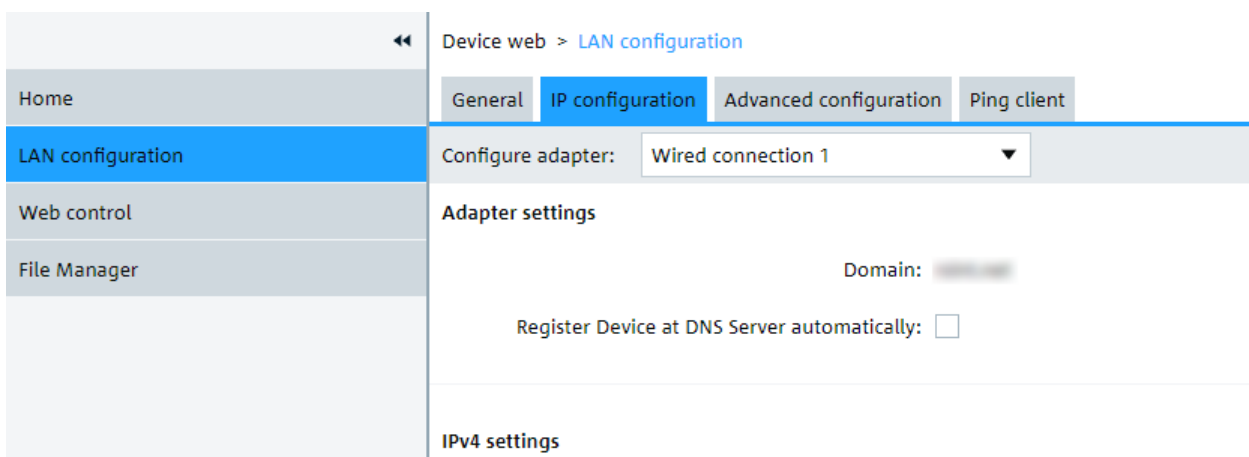 Device web > LAN configuration
Home
LAN configuration
Web control
File Manager
General IP configuration Advanced configuration Ping client
Configure adapter: Wired connection 1
Adapter settings
Domain:
Register Device at DNS Server automatically:
IPv4 settings